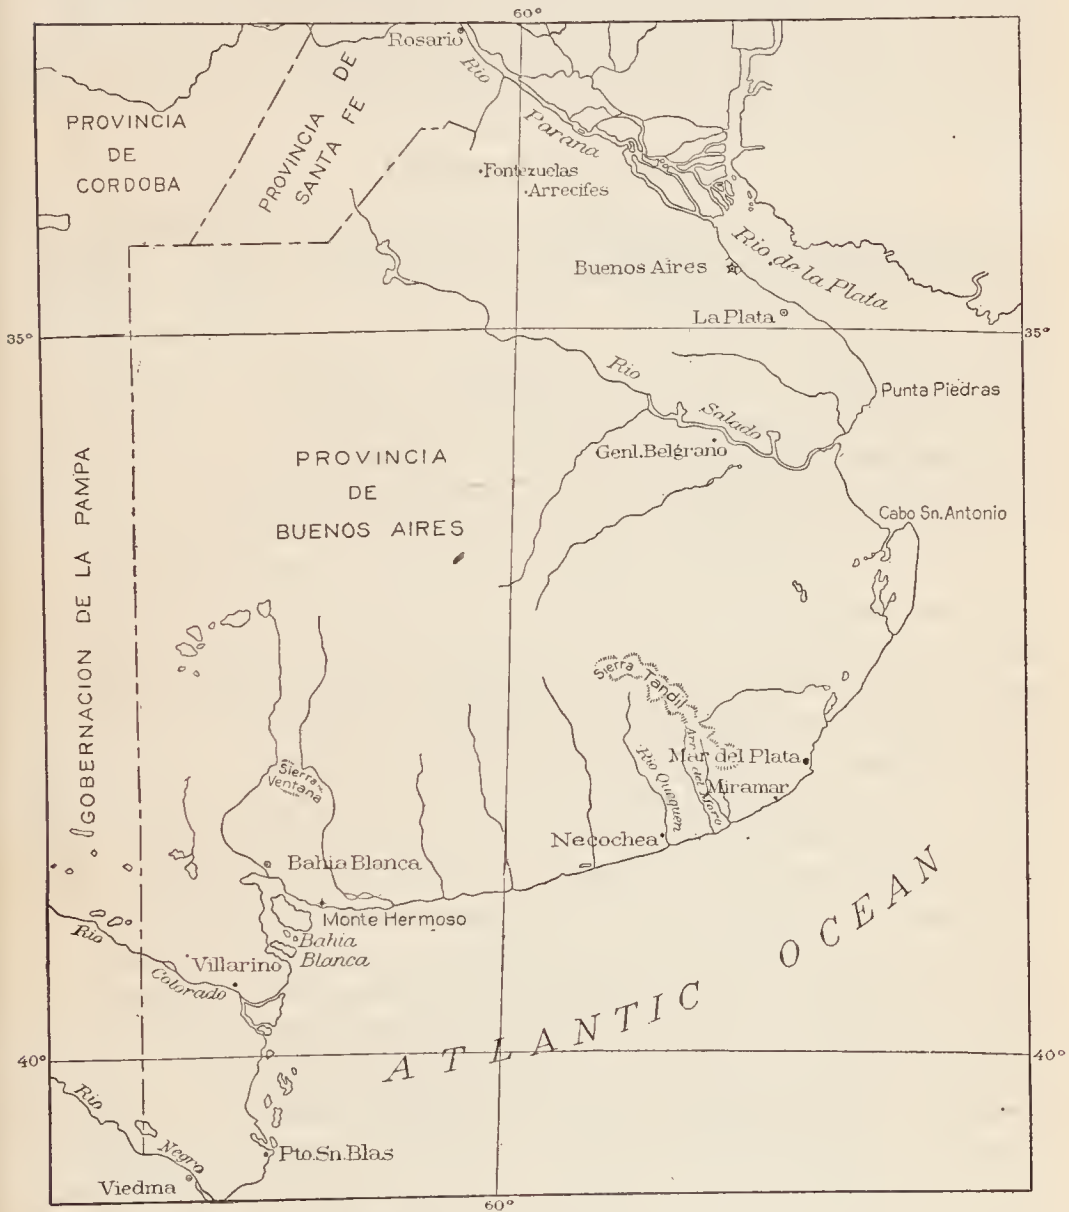 60°
Rosario
Rio
Parana
PROVINCIA
DE
CORDOBA
PROVINCIA DE
SANTA FE
Fontezuelas
Arrecifes
Buenos Aires
Rio de la Plata
La Plata
35°
35°
Rio
Salado
Punta Piedras
Genl. Belgrano
PROVINCIA
DE
BUENOS AIRES
Cabo Sn. Antonio
GOBERNACION DE LA PAMPA
Sierra
Tandil
Sierra
Ventana
Rio Quequen
Arr. del Moro
Mar del Plata
Miramar
Necochea
Bahia Blanca
Monte Hermoso
Bahia
Blanca
Rio
Colorado
Villarino
ATLANTIC OCEAN
40°
40°
Rio
Negro
Pto. Sn. Blas
Viedma
60°